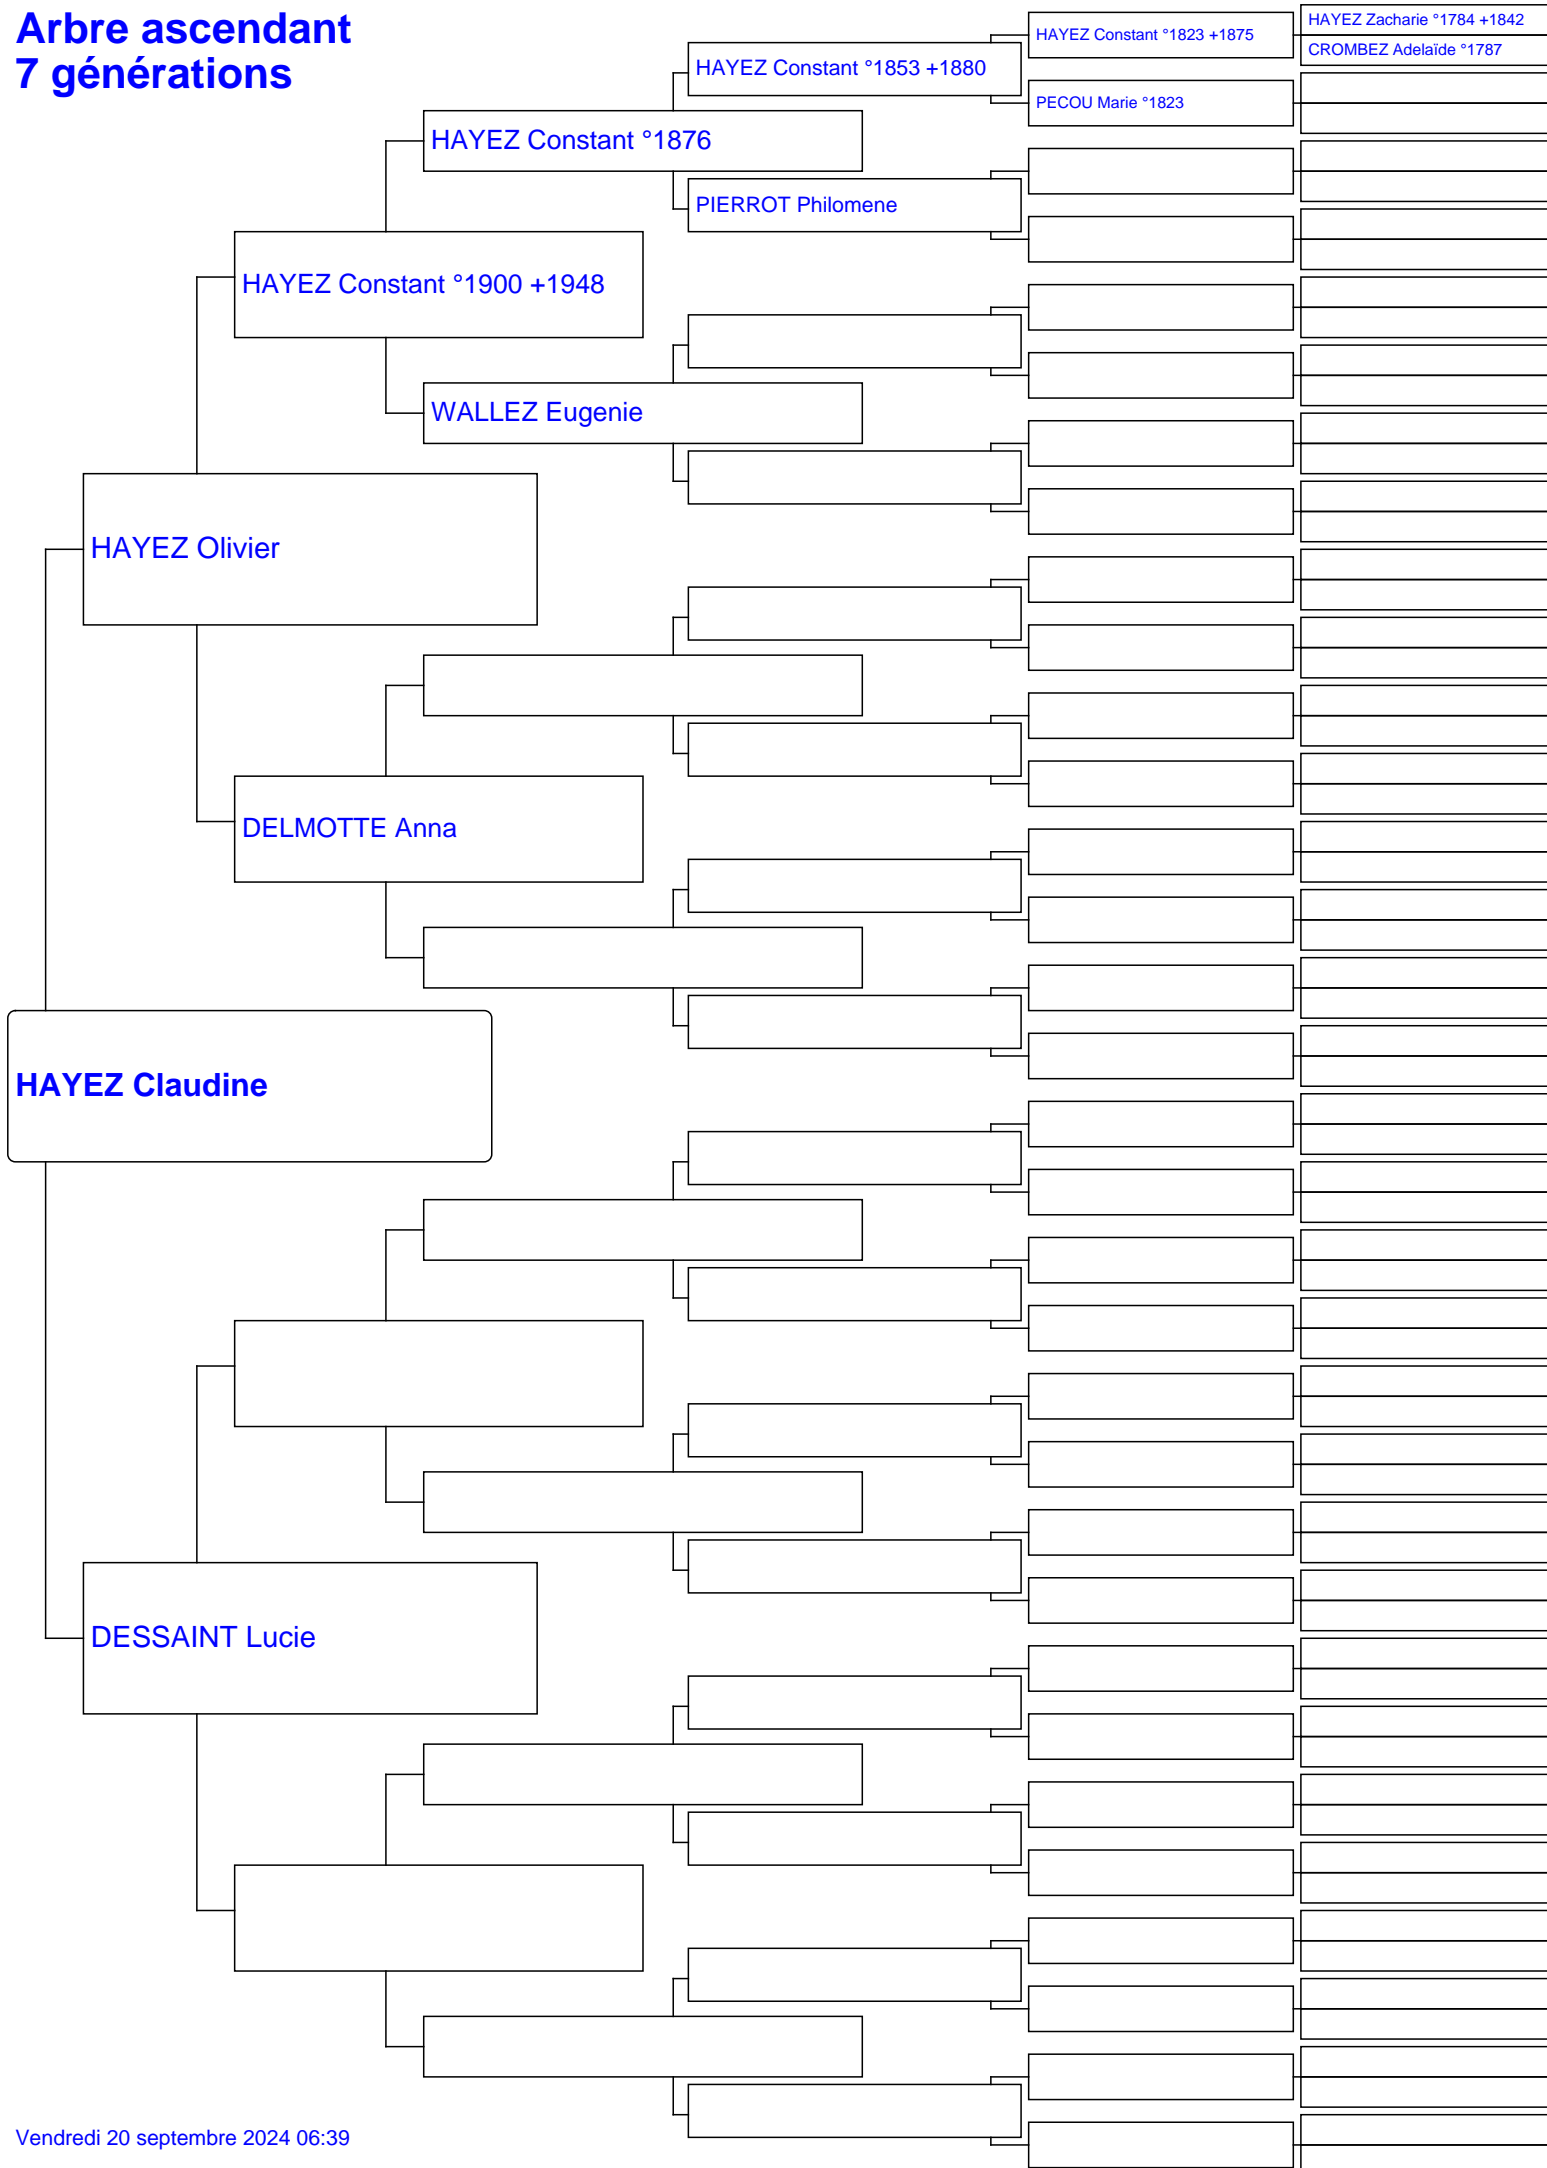 Arbre ascendant
7 générations
HAYEZ Zacharie °1784 +1842
CROMBEZ Adelaïde °1787
HAYEZ Constant °1823 +1875
HAYEZ Constant °1853 +1880
PECOU Marie °1823
HAYEZ Constant °1876
PIERROT Philomene
HAYEZ Constant °1900 +1948
WALLEZ Eugenie
HAYEZ Olivier
DELMOTTE Anna
HAYEZ Claudine
DESSAINT Lucie
Vendredi 20 septembre 2024 06:39